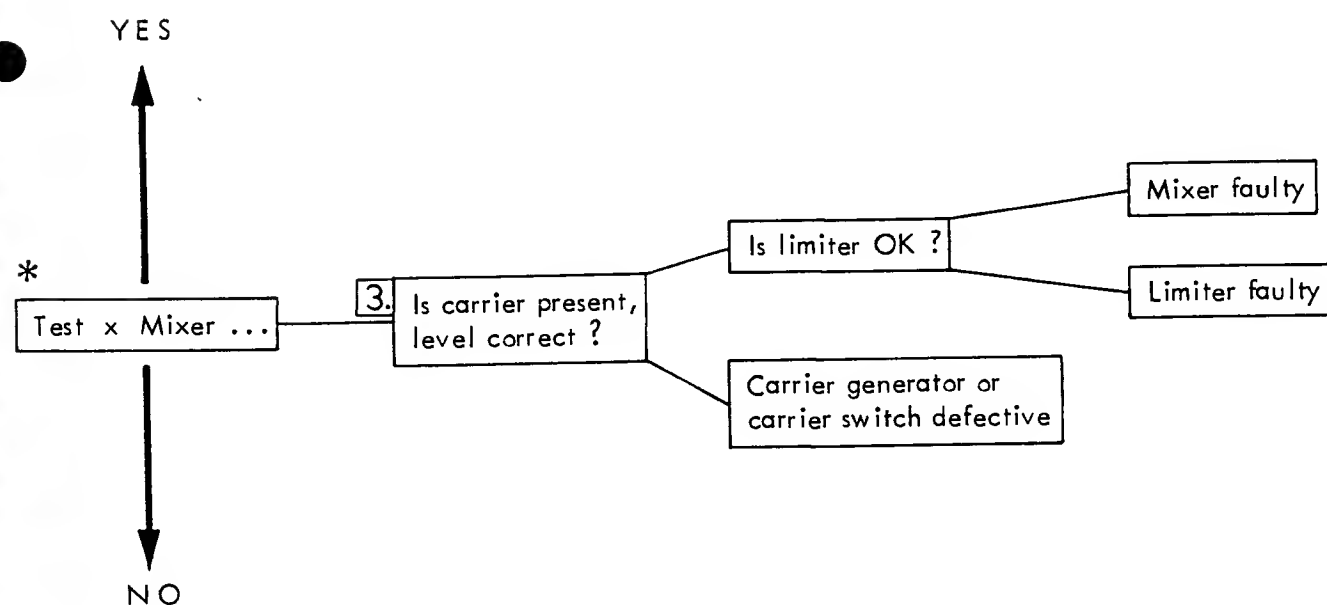 YES
*
Test x Mixer ...
3.
Is carrier present,
level correct ?
Is limiter OK ?
Mixer faulty
Limiter faulty
Carrier generator or
carrier switch defective
NO